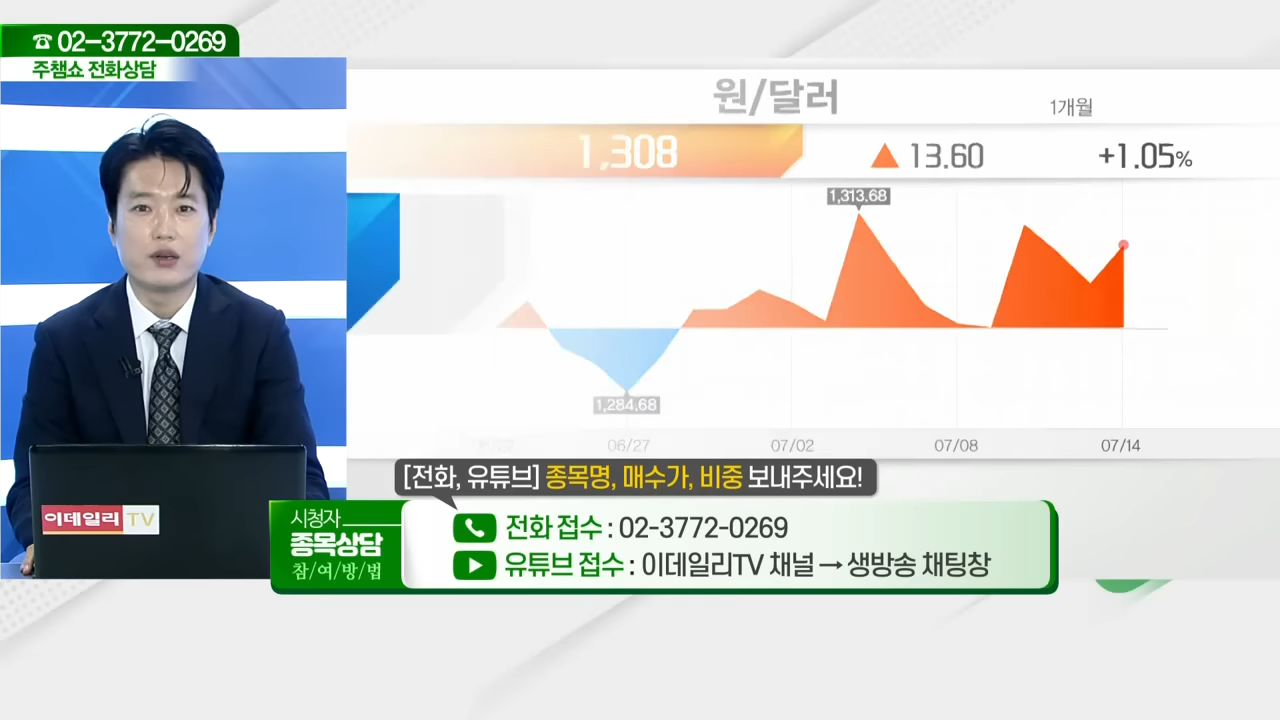 ☎ 02-3772-0269
주챔쇼 전화상담
원/달러
1개월
1,308
▲ 13.60
+1.05%
1,313.68
1,284.68
06/27
07/02
07/08
07/14
[전화, 유튜브] 종목명, 매수가, 비중 보내주세요!
이데일리TV
시청자
종목상담
참/여/방/법
전화 접수 : 02-3772-0269
유튜브 접수 : 이데일리TV 채널 → 생방송 채팅창